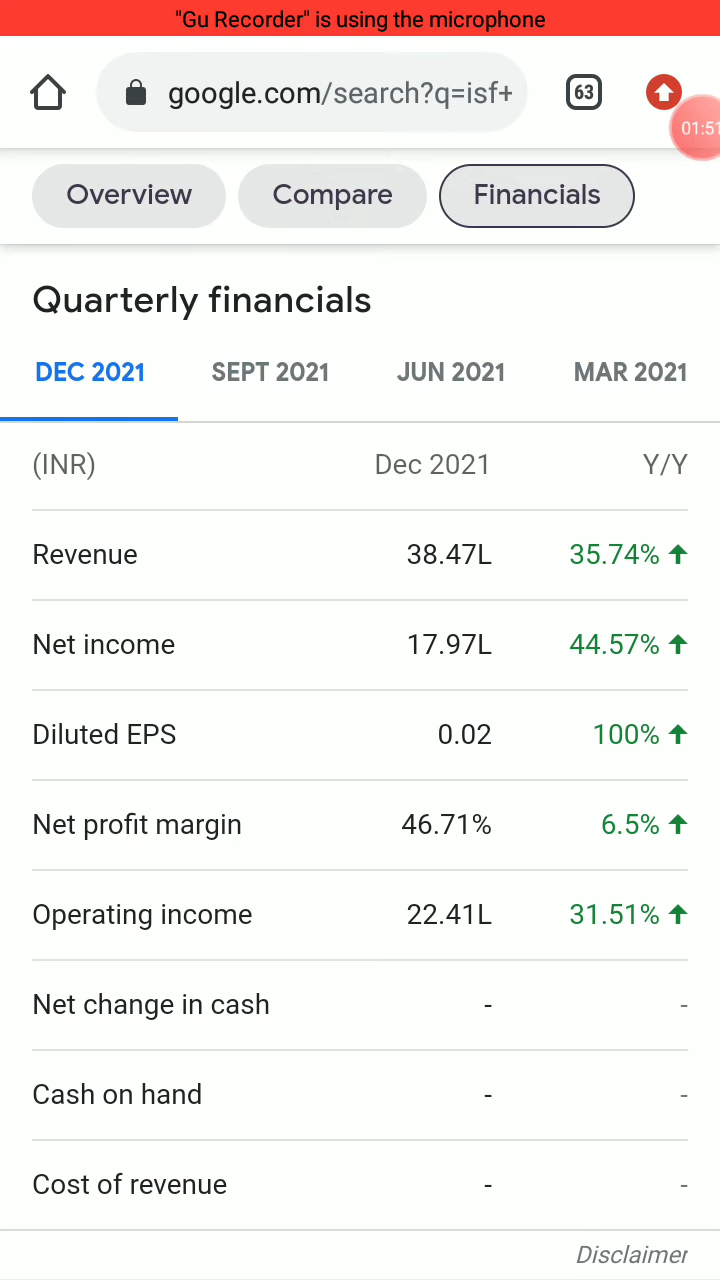 "Gu Recorder" is using the microphone
google.com/search?q=isf+
63
01:51
Overview Compare Financials
Quarterly financials
DEC 2021 SEPT 2021 JUN 2021 MAR 2021
(INR) Dec 2021 Y/Y
Revenue 38.47L 35.74%
Net income 17.97L 44.57%
Diluted EPS 0.02 100%
Net profit margin 46.71% 6.5%
Operating income 22.41L 31.51%
Net change in cash - -
Cash on hand - -
Cost of revenue - -
Disclaimer